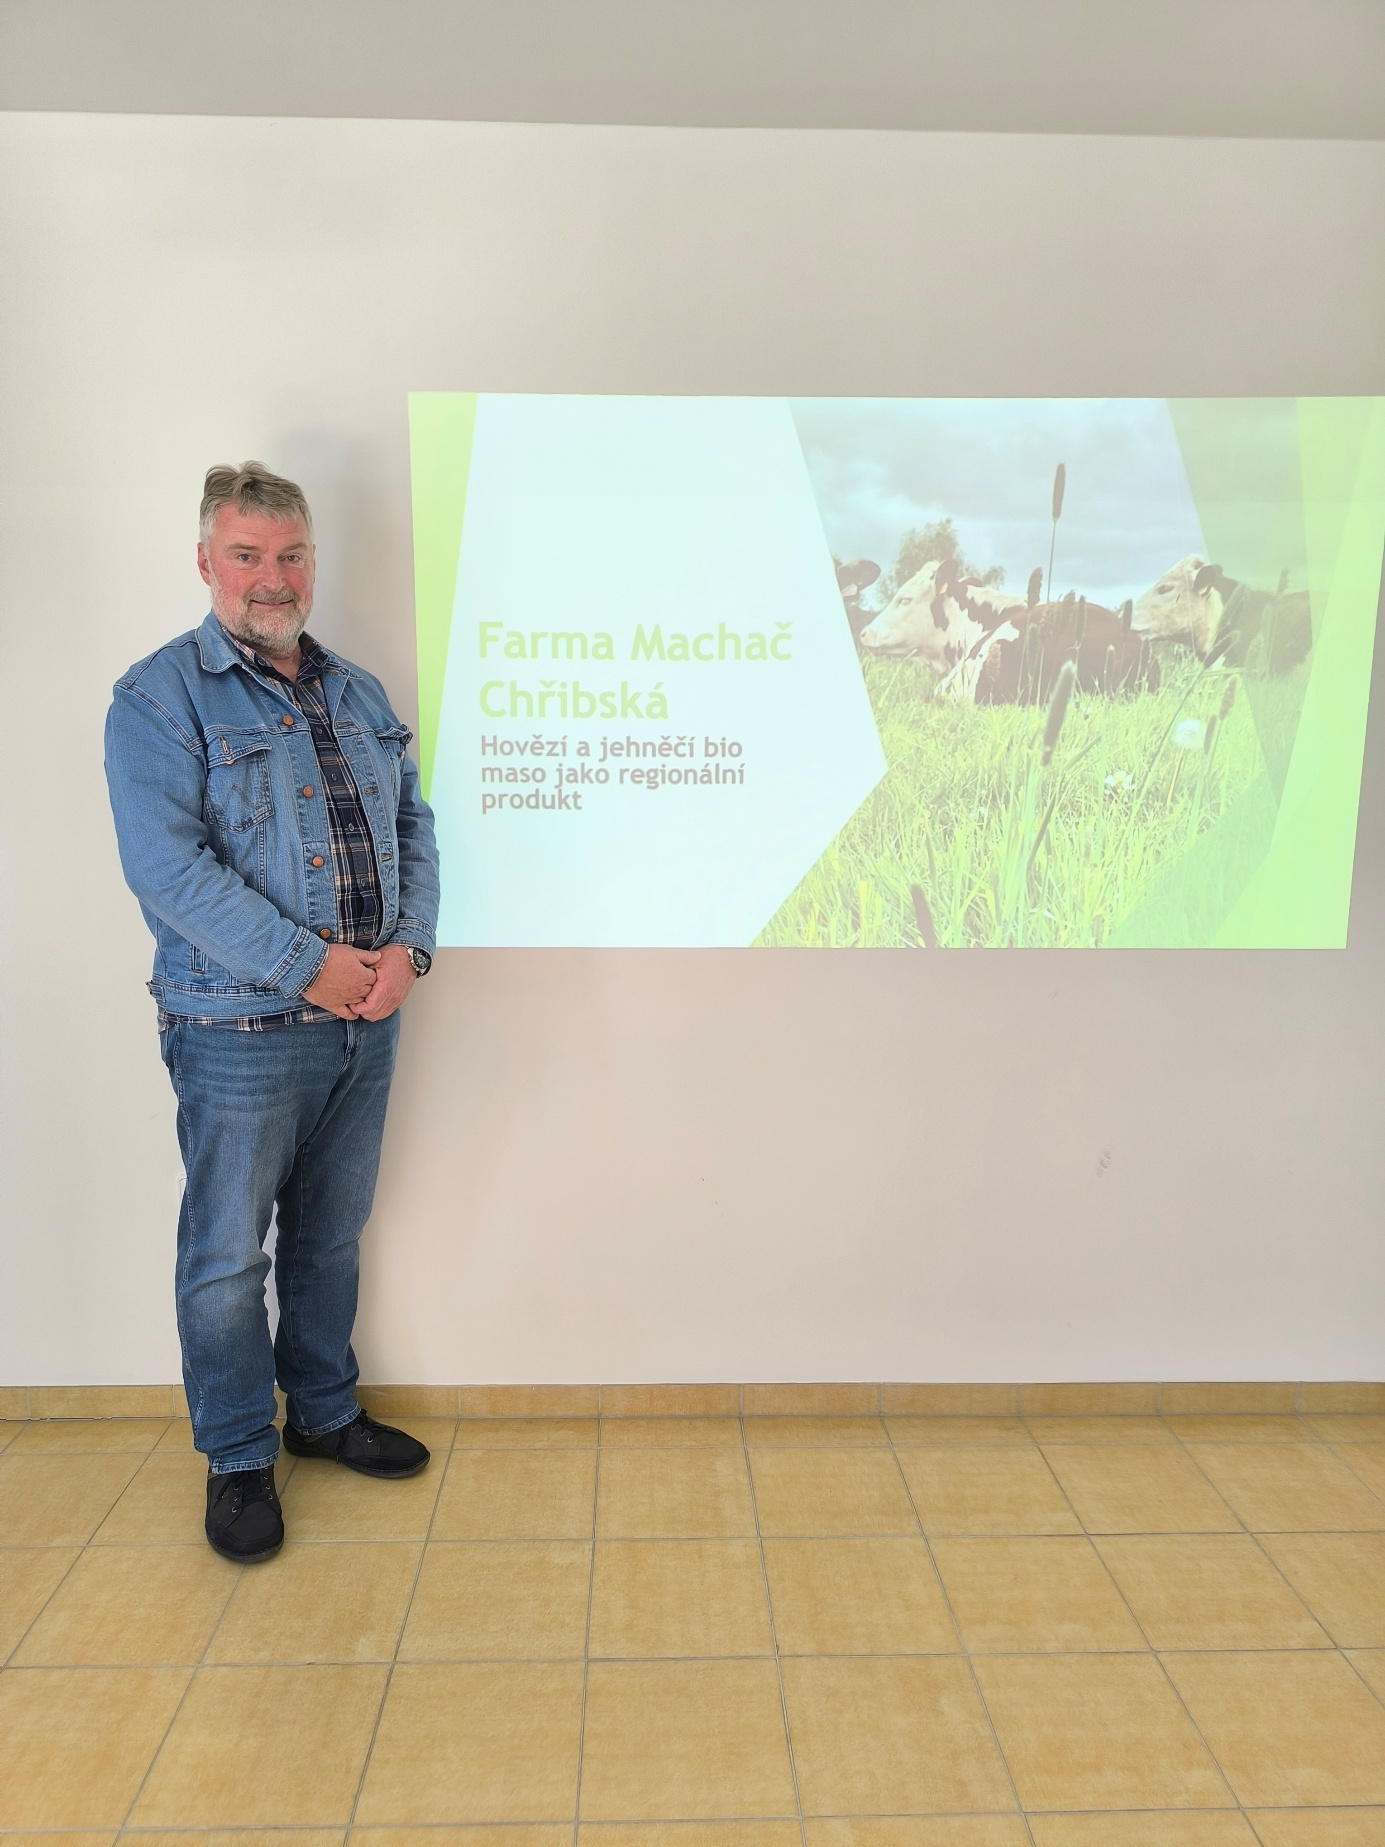 Farma Machač
Chřibská
Hovězí a jehněčí bio
maso jako regionální
produkt